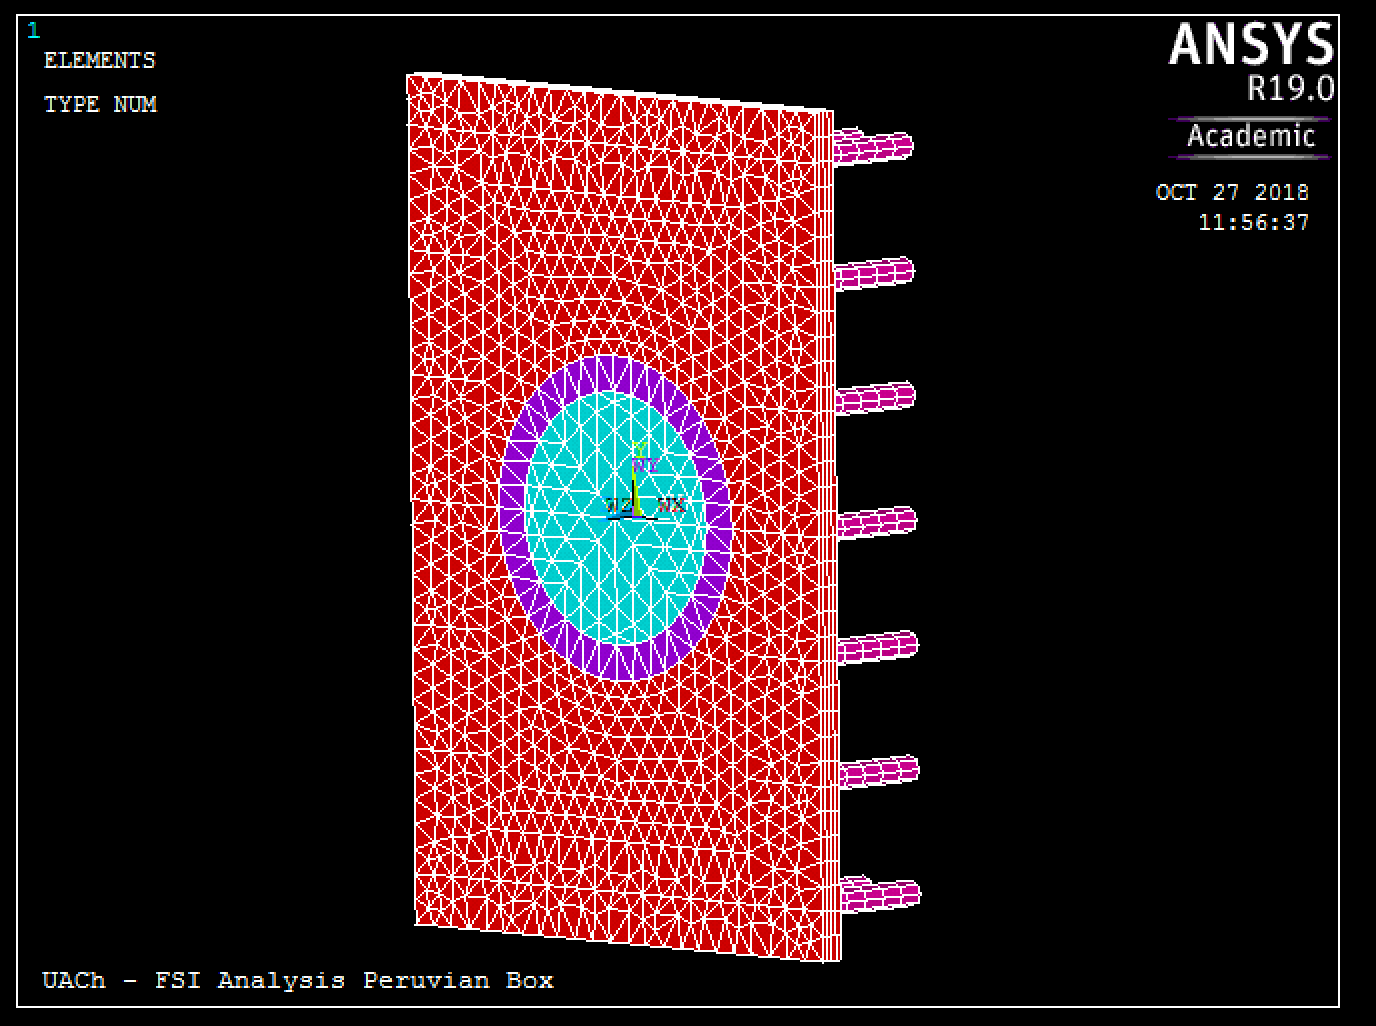 1
ELEMENTS
TYPE NUM
ANSYS
R19.0
Academic
OCT 27 2018
11:56:37
Y
WY
WZ
WX
UACh - FSI Analysis Peruvian Box